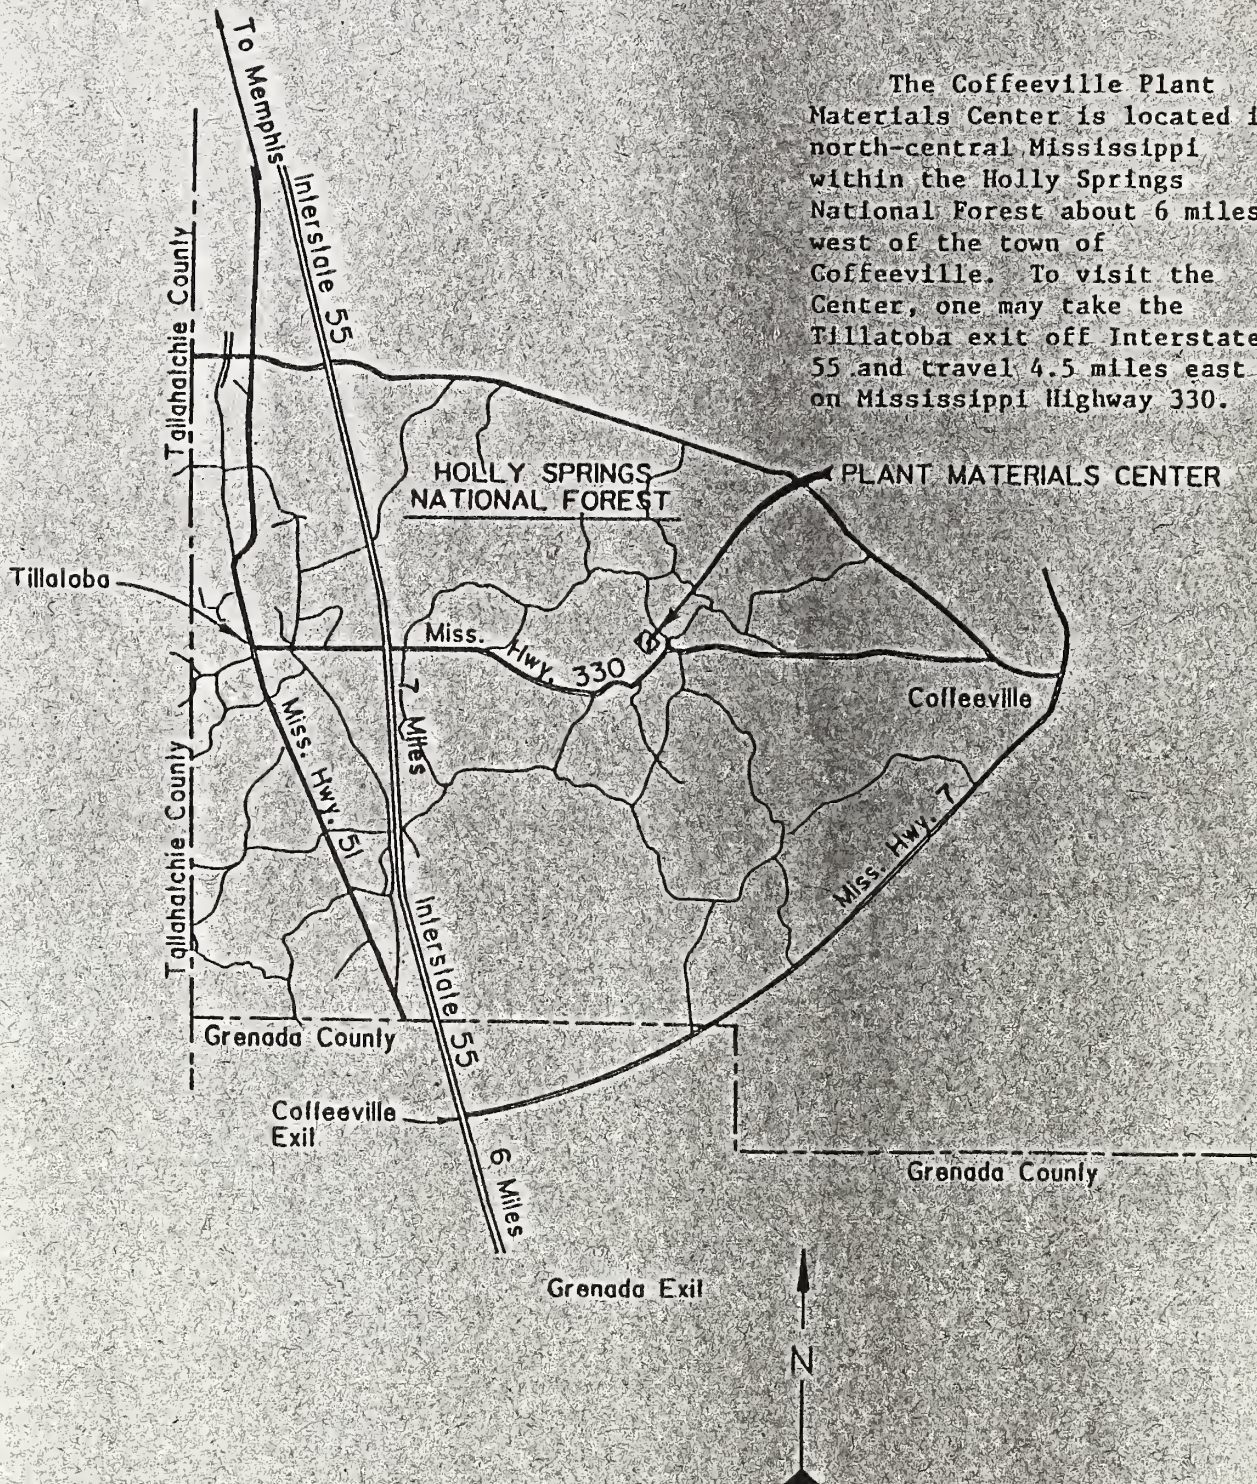 To Memphis
Interstate 55
The Coffeeville Plant
Materials Center is located i
north-central Mississippi
within the Holly Springs
National Forest about 6 miles
west of the town of
Coffeeville. To visit the
Center, one may take the
Tillatoba exit off Interstate
55 and travel 4.5 miles east
on Mississippi Highway 330.
Tallahatchie County
HOLLY SPRINGS
NATIONAL FOREST
PLANT MATERIALS CENTER
Tillatoba
Miss. Hwy. 330
7 Miles
Coffeeville
Miss. Hwy. 51
Tallahatchie County
Miss. Hwy. 7
Interstate 55
Grenada County
Coffeeville
Exit
6 Miles
Grenada County
Grenada Exit
N